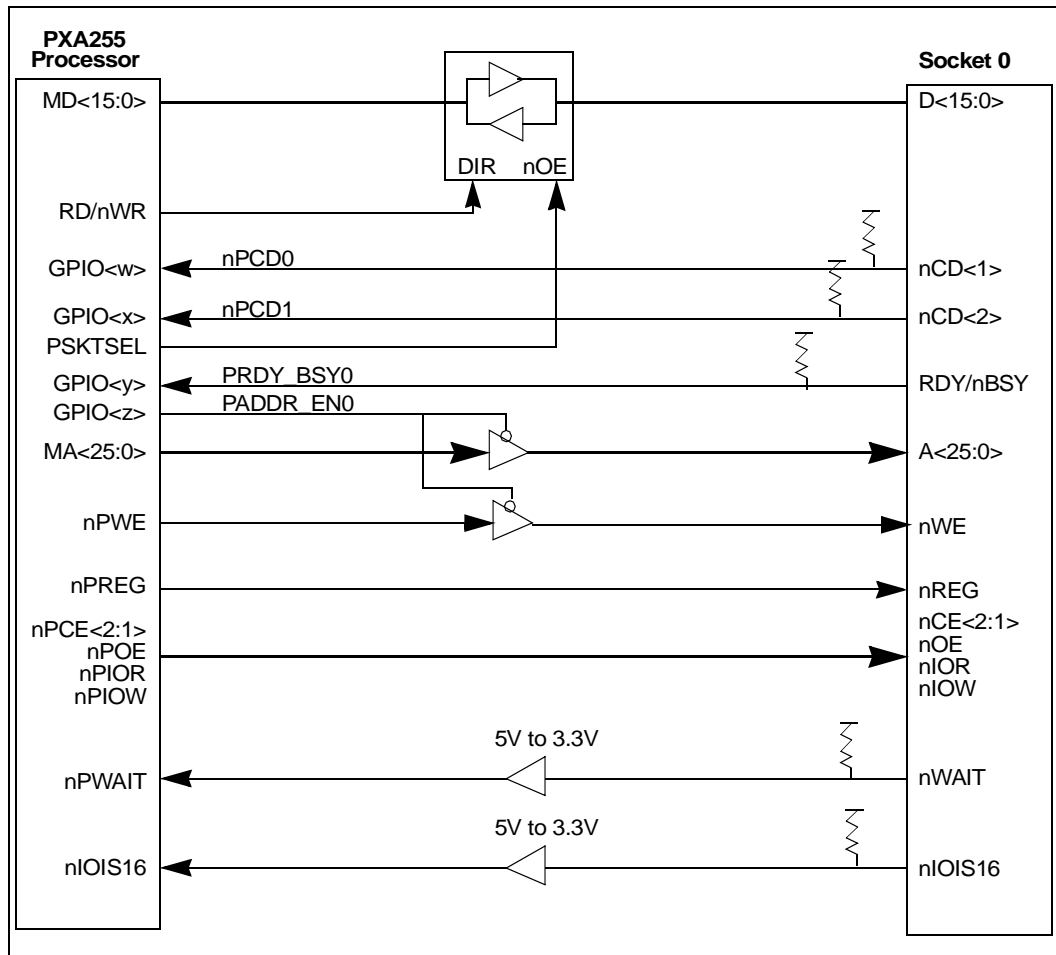 PXA255
Processor
Socket 0
MD<15:0>
D<15:0>
DIR nOE
RD/nWR
GPIO<w>
nPCD0
nCD<1>
GPIO<x>
nPCD1
nCD<2>
PSKTSEL
GPIO<y>
PRDY_BSY0
RDY/nBSY
GPIO<z>
PADDR_EN0
MA<25:0>
A<25:0>
nPWE
nWE
nPREG
nREG
nPCE<2:1>
nPOE
nPIOR
nPIOW
nCE<2:1>
nOE
nIOR
nIOW
5V to 3.3V
nPWAIT
nWAIT
5V to 3.3V
nIOIS16
nIOIS16